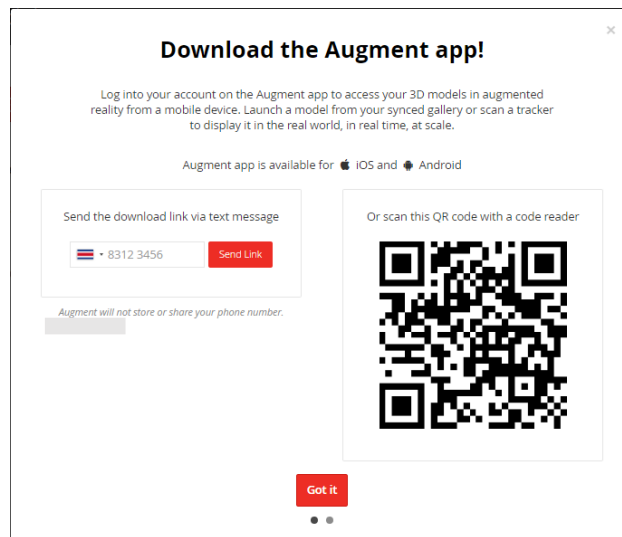 Download the Augment app!
Log into your account on the Augment app to access your 3D models in augmented
reality from a mobile device. Launch a model from your synced gallery or scan a tracker
to display it in the real world, in real time, at scale.
Augment app is available for iOS and Android
Send the download link via text message
8312 3456 Send Link
Augment will not store or share your phone number.
Or scan this QR code with a code reader
Got it